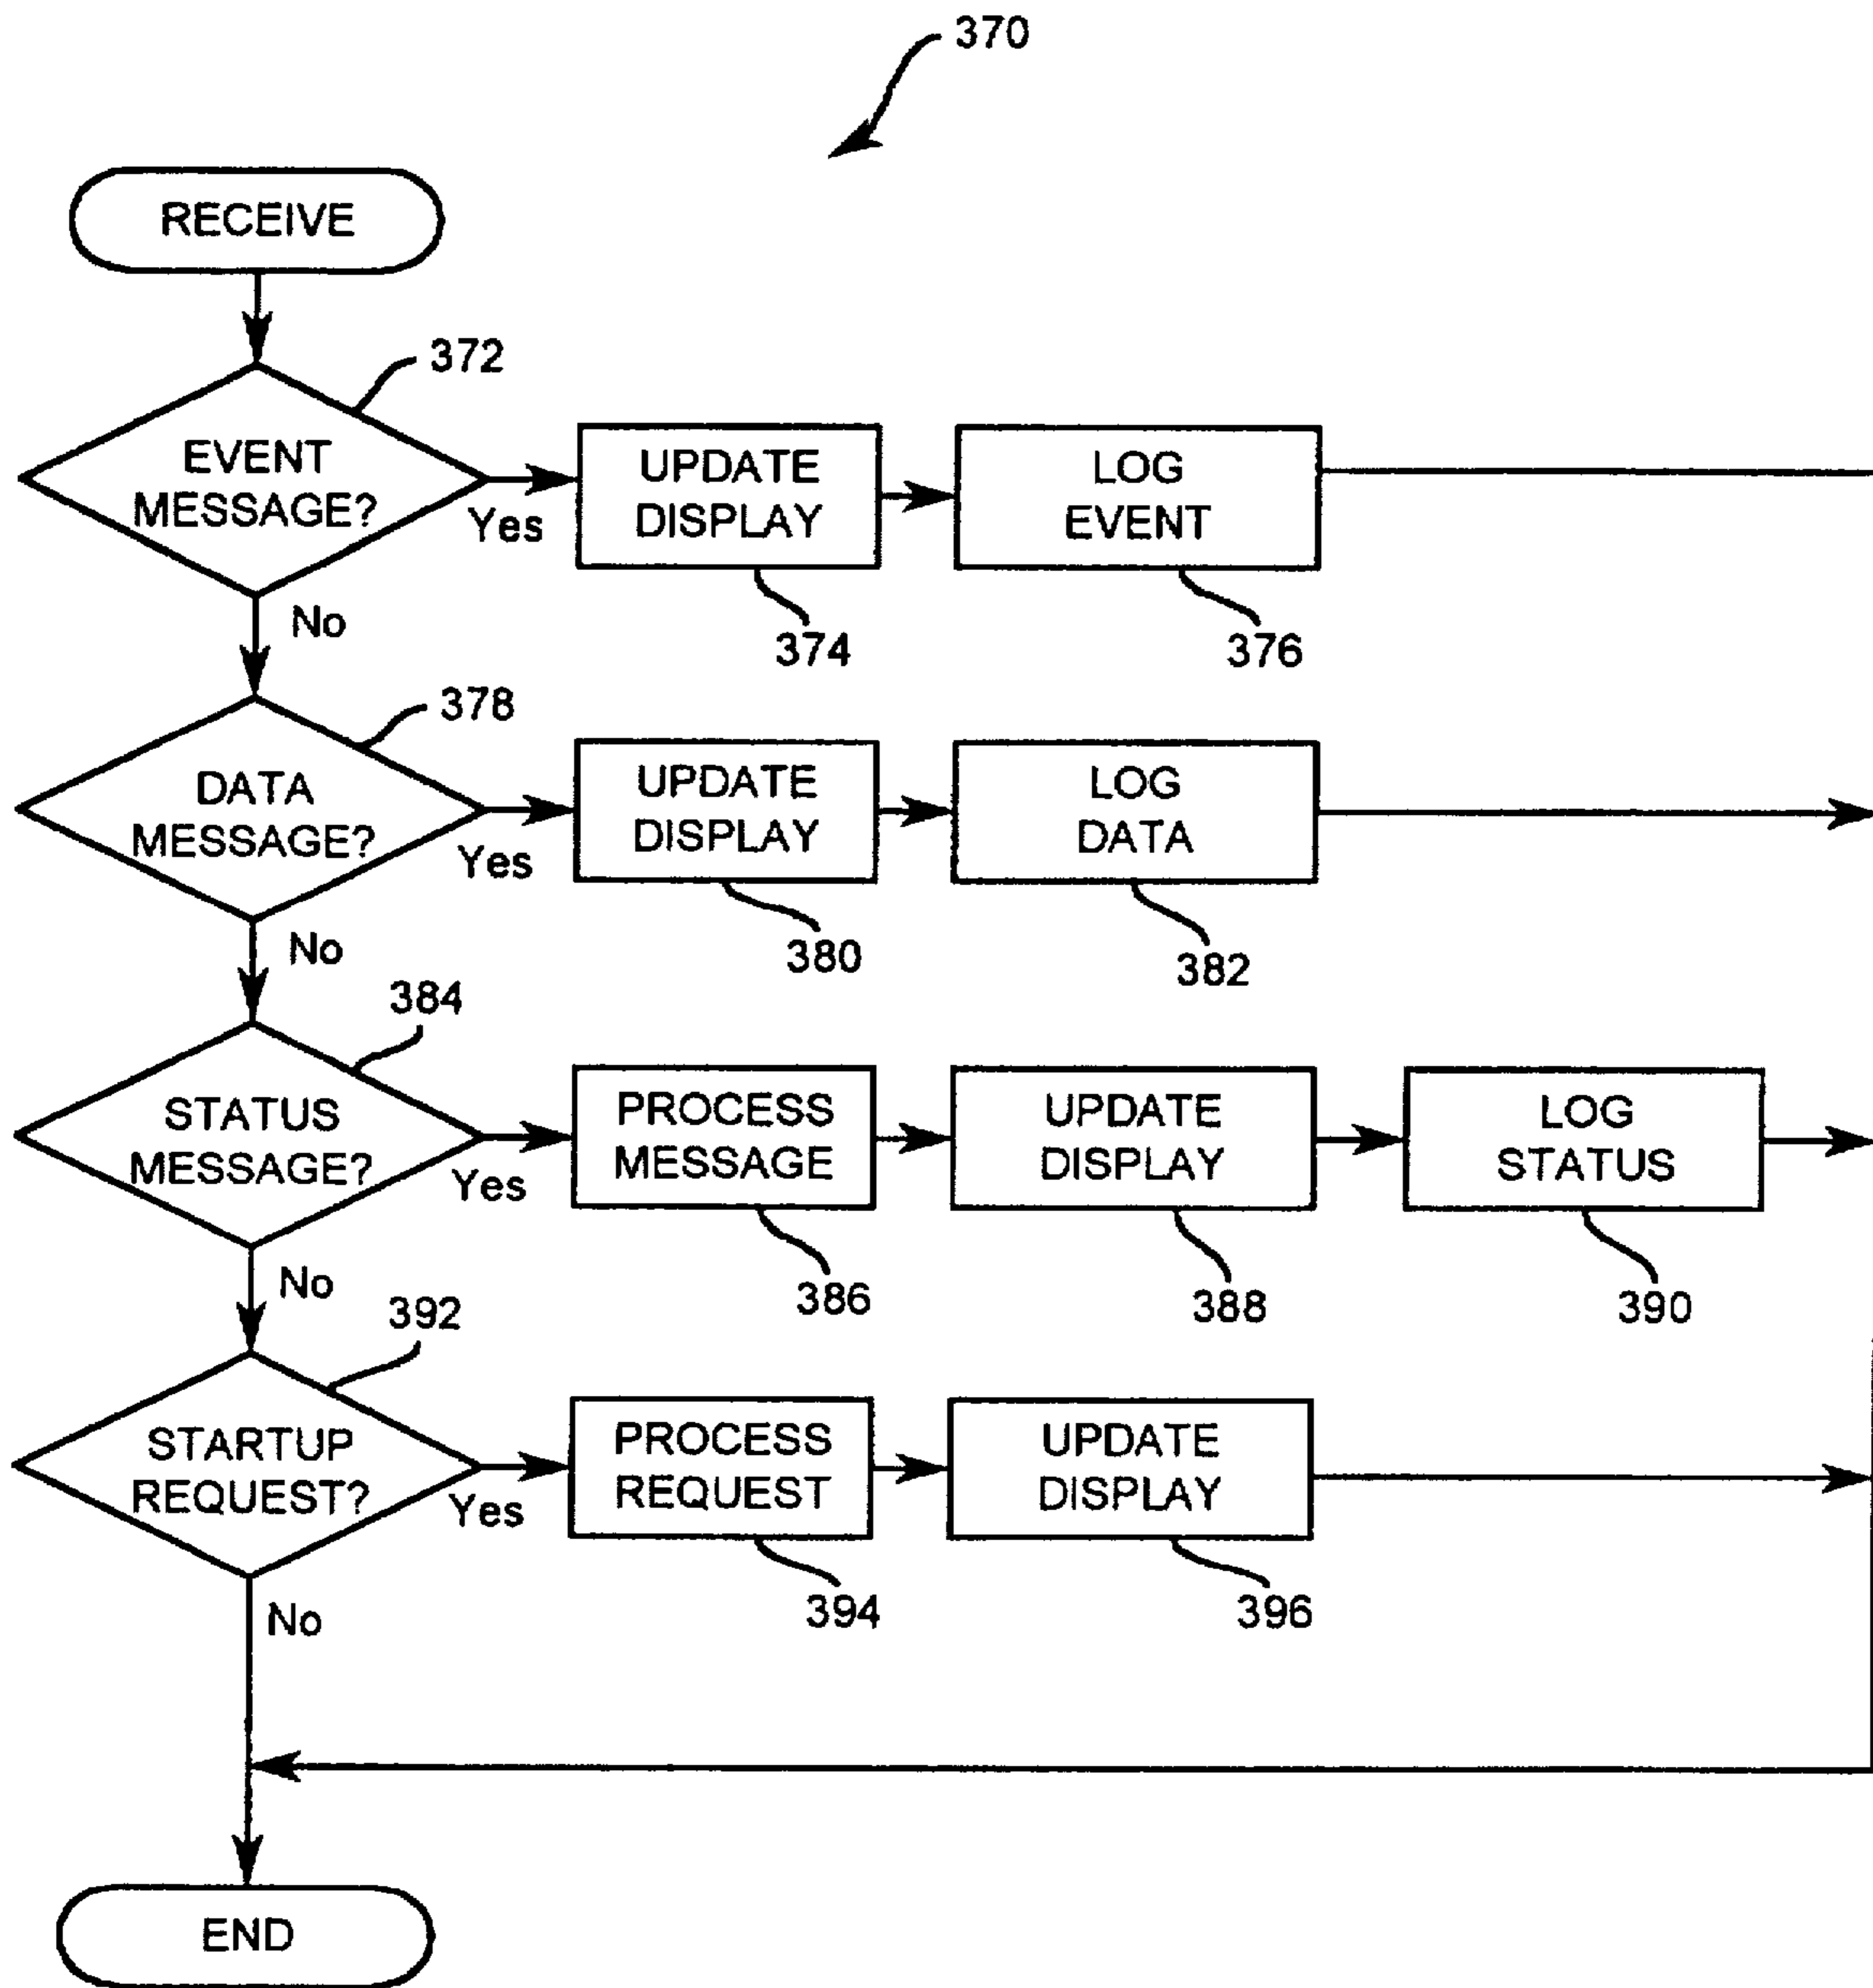 370
RECEIVE
372
EVENT
MESSAGE?
Yes
UPDATE
DISPLAY
LOG
EVENT
374
376
No
378
DATA
MESSAGE?
Yes
UPDATE
DISPLAY
LOG
DATA
380
382
No
384
STATUS
MESSAGE?
Yes
PROCESS
MESSAGE
UPDATE
DISPLAY
LOG
STATUS
386
388
390
No
392
STARTUP
REQUEST?
Yes
PROCESS
REQUEST
UPDATE
DISPLAY
394
396
No
END